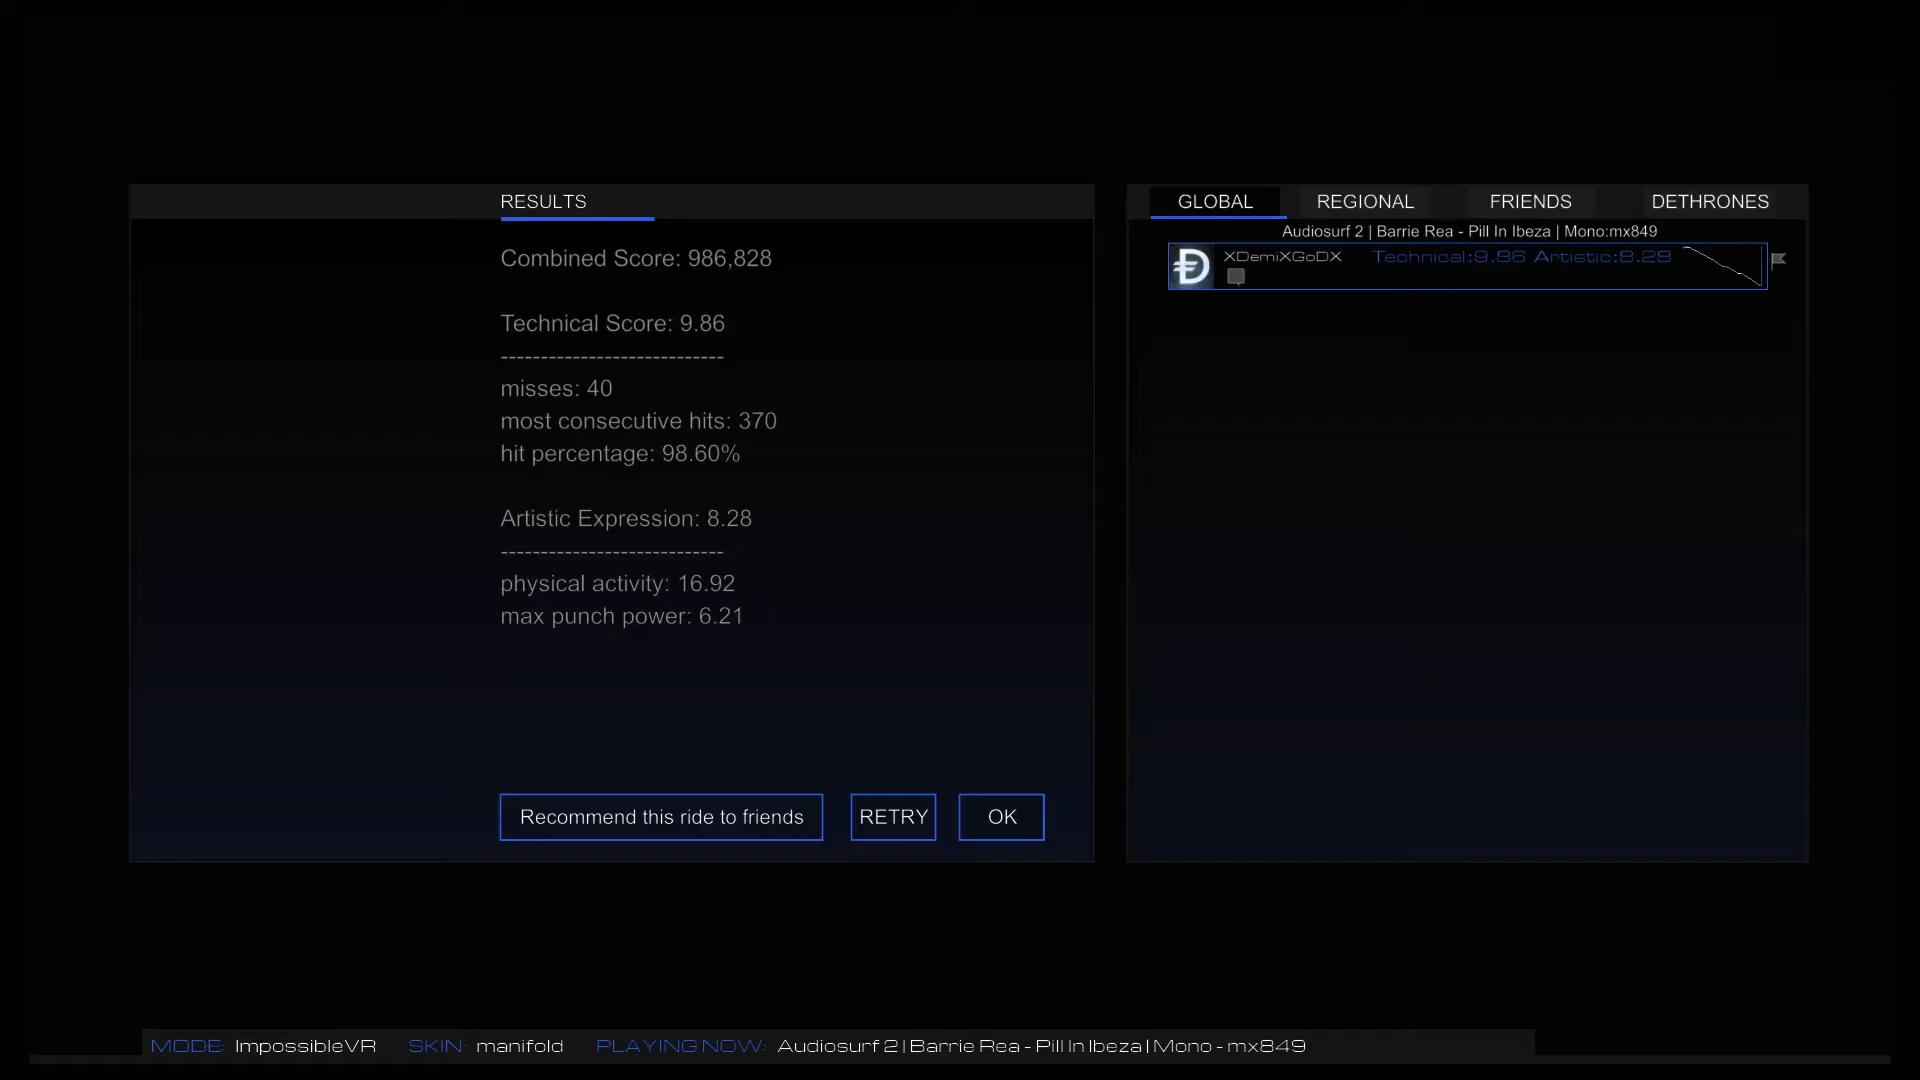 RESULTS
Combined Score: 986,828
Technical Score: 9.86
----------------------------
misses: 40
most consecutive hits: 370
hit percentage: 98.60%
Artistic Expression: 8.28
----------------------------
physical activity: 16.92
max punch power: 6.21
Recommend this ride to friends
RETRY
OK
GLOBAL
REGIONAL
FRIENDS
DETHRONES
Audiosurf 2 | Barrie Rea - Pill In Ibeza | Mono:mx849
XDemiXGoDX Technical:9.86 Artistic:8.28
MODE: ImpossibleVR SKIN: manifold PLAYING NOW: Audiosurf 2 | Barrie Rea - Pill In Ibeza | Mono - mx849